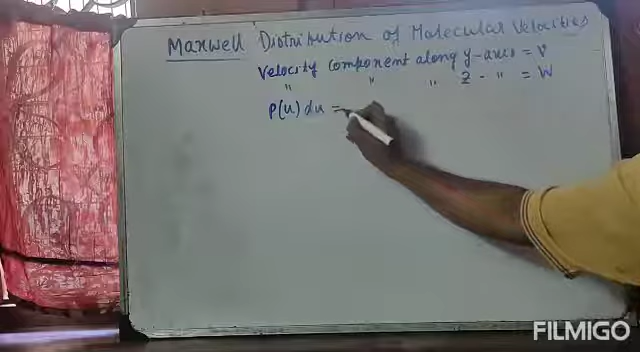 Maxwell Distribution of Molecular Velocities
Velocity component along y-axis = v
" " " z - " = W
P(u) du =
FILMIGO